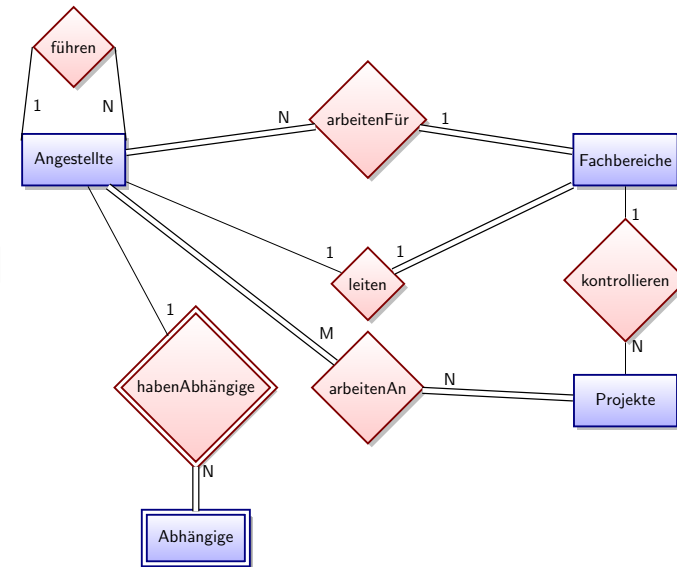 führen
1 N
Angestellte
N
arbeitenFür
1
Fachbereiche
1
1
leiten
1
kontrollieren
N
1
habenAbhängige
N
M
arbeitenAn
N
Projekte
Abhängige